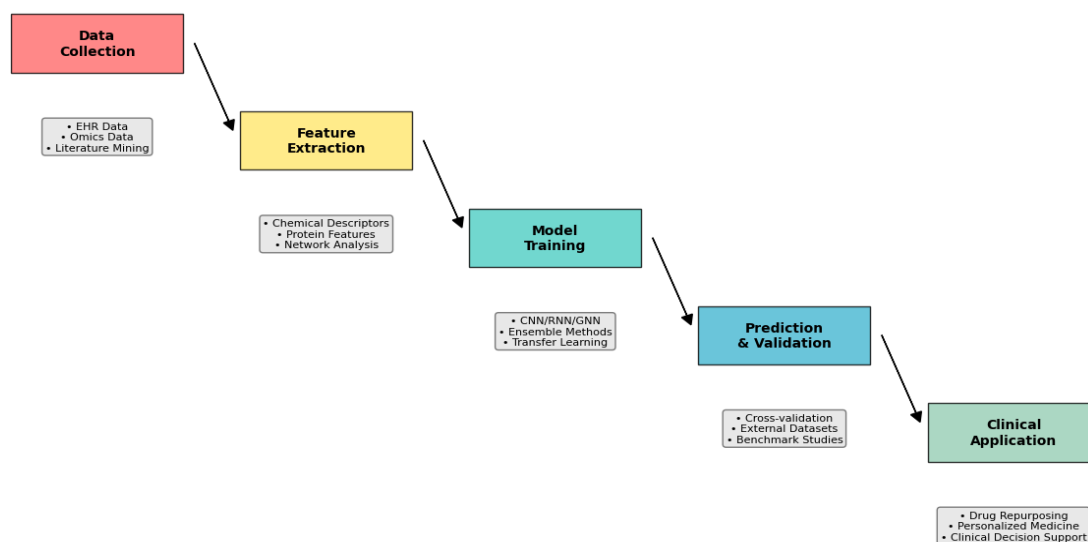 Data
Collection
• EHR Data
• Omics Data
• Literature Mining
Feature
Extraction
• Chemical Descriptors
• Protein Features
• Network Analysis
Model
Training
• CNN/RNN/GNN
• Ensemble Methods
• Transfer Learning
Prediction
& Validation
• Cross-validation
• External Datasets
• Benchmark Studies
Clinical
Application
• Drug Repurposing
• Personalized Medicine
• Clinical Decision Support